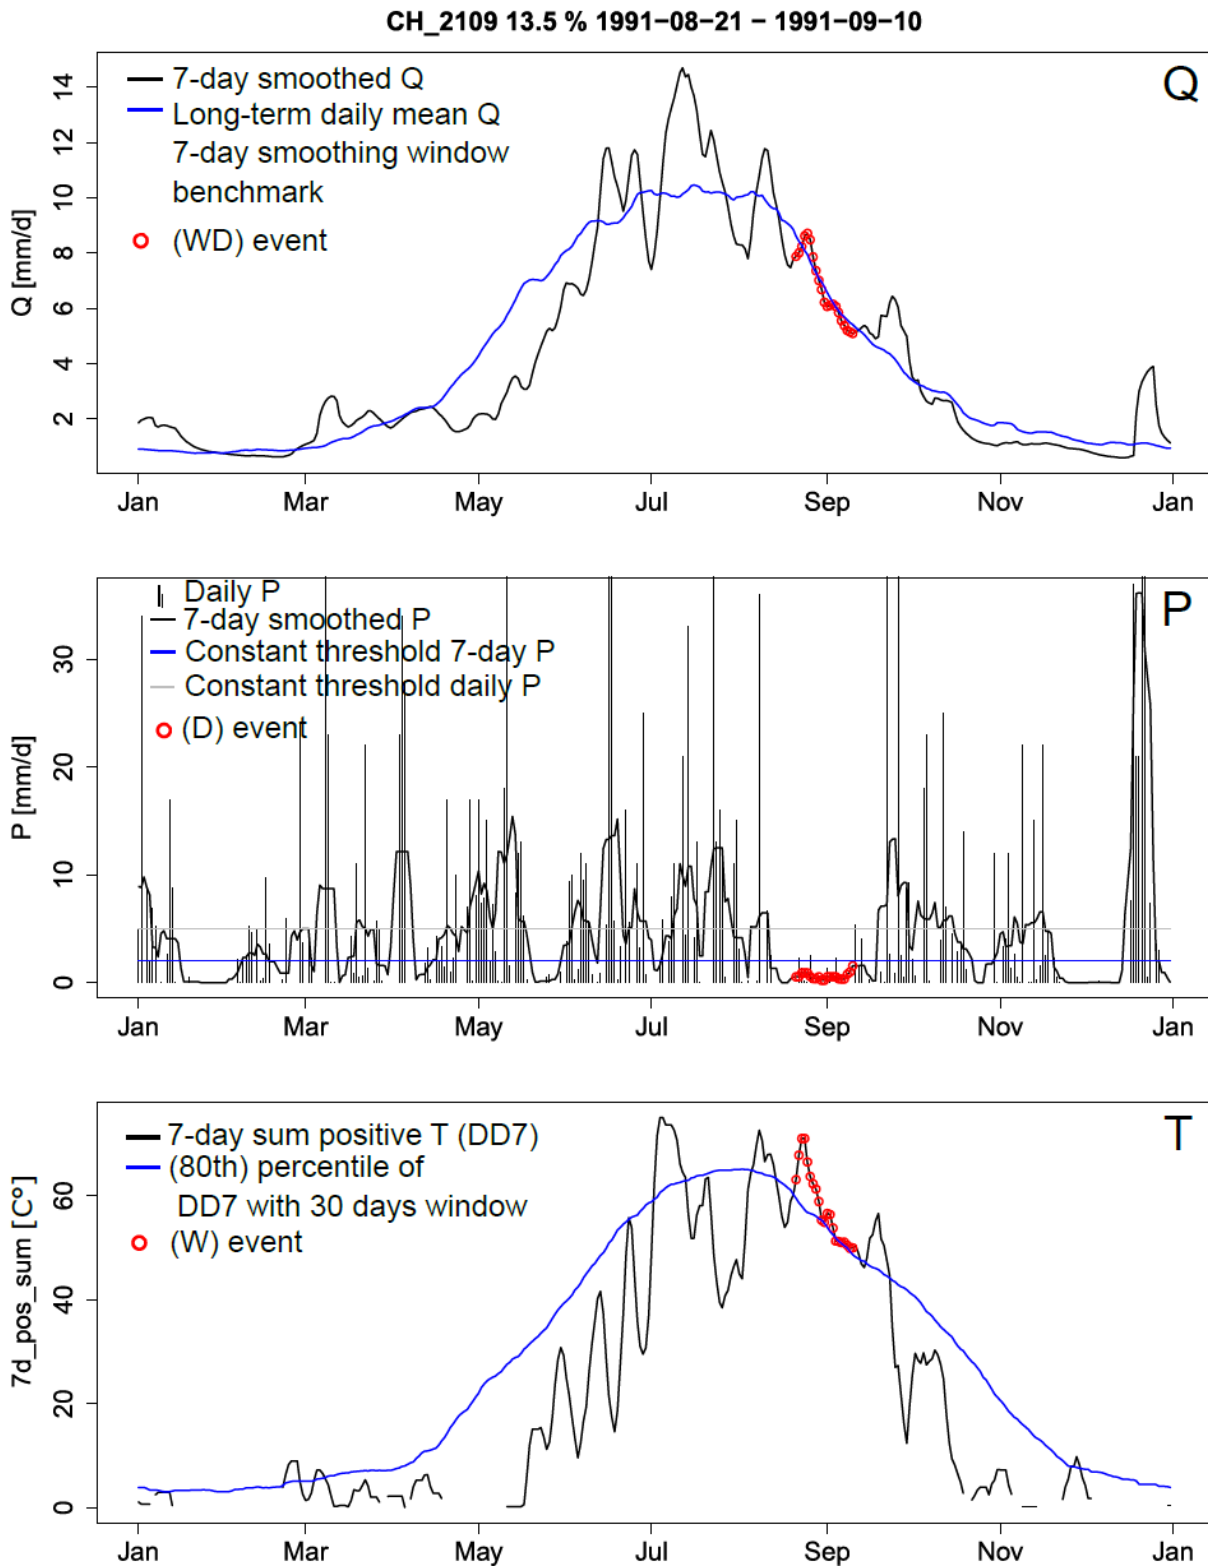 CH_2109 13.5 % 1991−08−21 − 1991−09−10
Q
7-day smoothed Q
Long-term daily mean Q
7-day smoothing window
benchmark
(WD) event
Q [mm/d]
14
12
10
8
6
4
2
Jan Mar May Jul Sep Nov Jan
P
Daily P
7-day smoothed P
Constant threshold 7-day P
Constant threshold daily P
(D) event
P [mm/d]
30
20
10
0
Jan Mar May Jul Sep Nov Jan
T
7-day sum positive T (DD7)
(80th) percentile of
DD7 with 30 days window
(W) event
7d_pos_sum [C°]
60
40
20
0
Jan Mar May Jul Sep Nov Jan